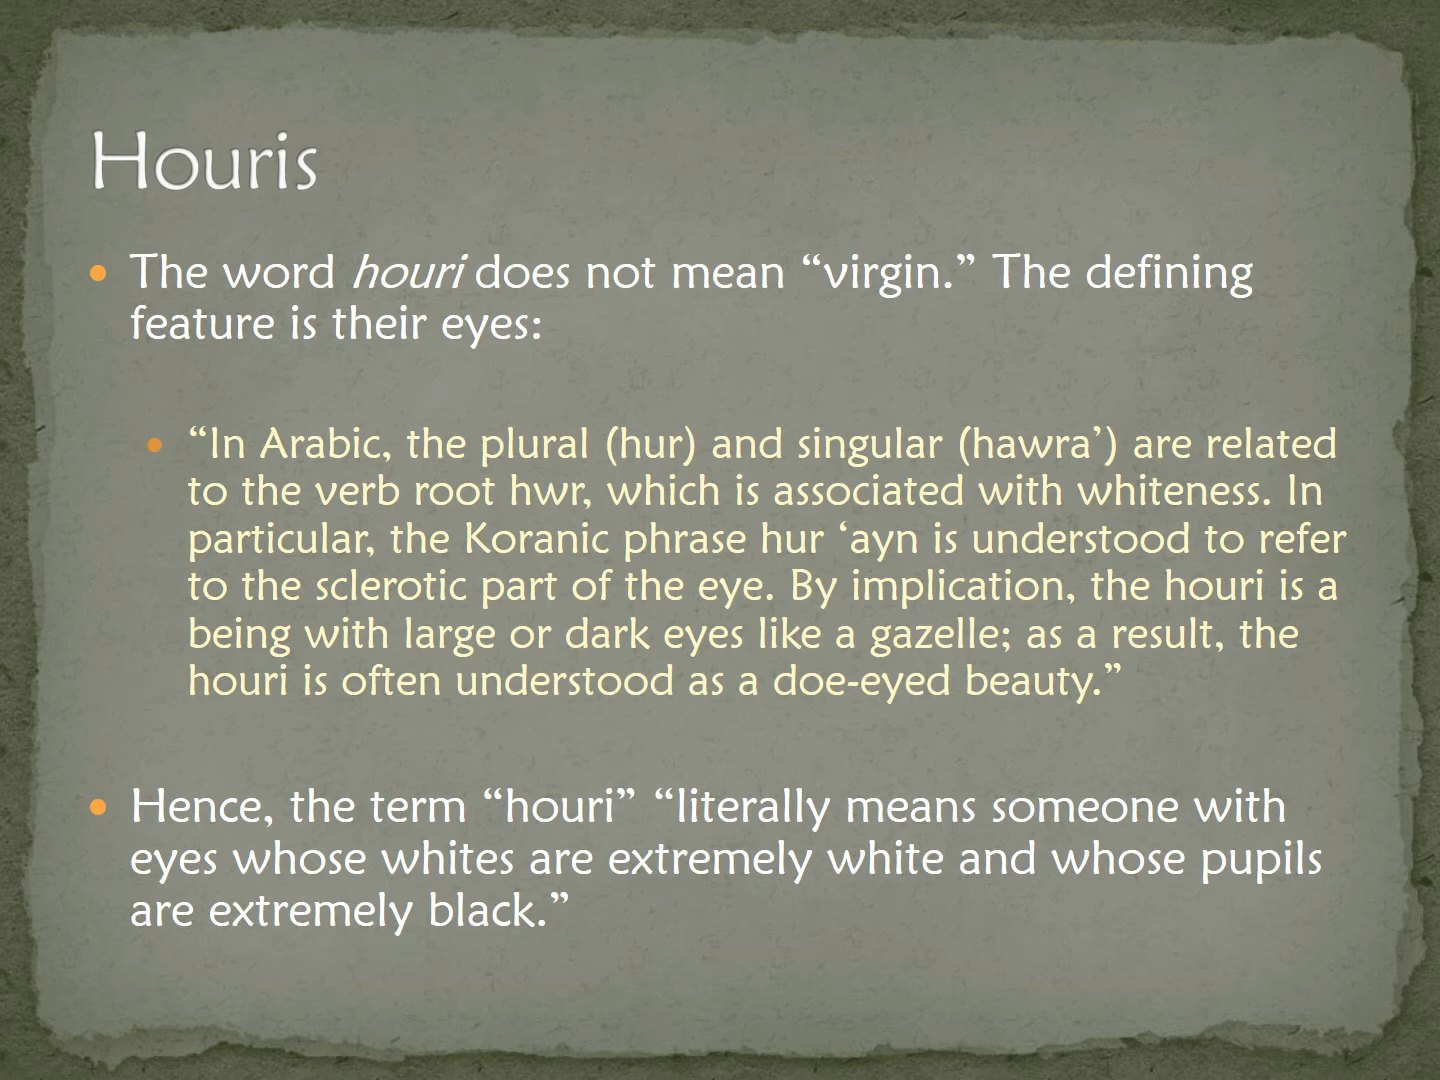 Houris
• The word houri does not mean “virgin.” The defining
feature is their eyes:
• “In Arabic, the plural (hur) and singular (hawra’) are related
to the verb root hwr, which is associated with whiteness. In
particular, the Koranic phrase hur ‘ayn is understood to refer
to the sclerotic part of the eye. By implication, the houri is a
being with large or dark eyes like a gazelle; as a result, the
houri is often understood as a doe-eyed beauty.”
• Hence, the term “houri” “literally means someone with
eyes whose whites are extremely white and whose pupils
are extremely black.”